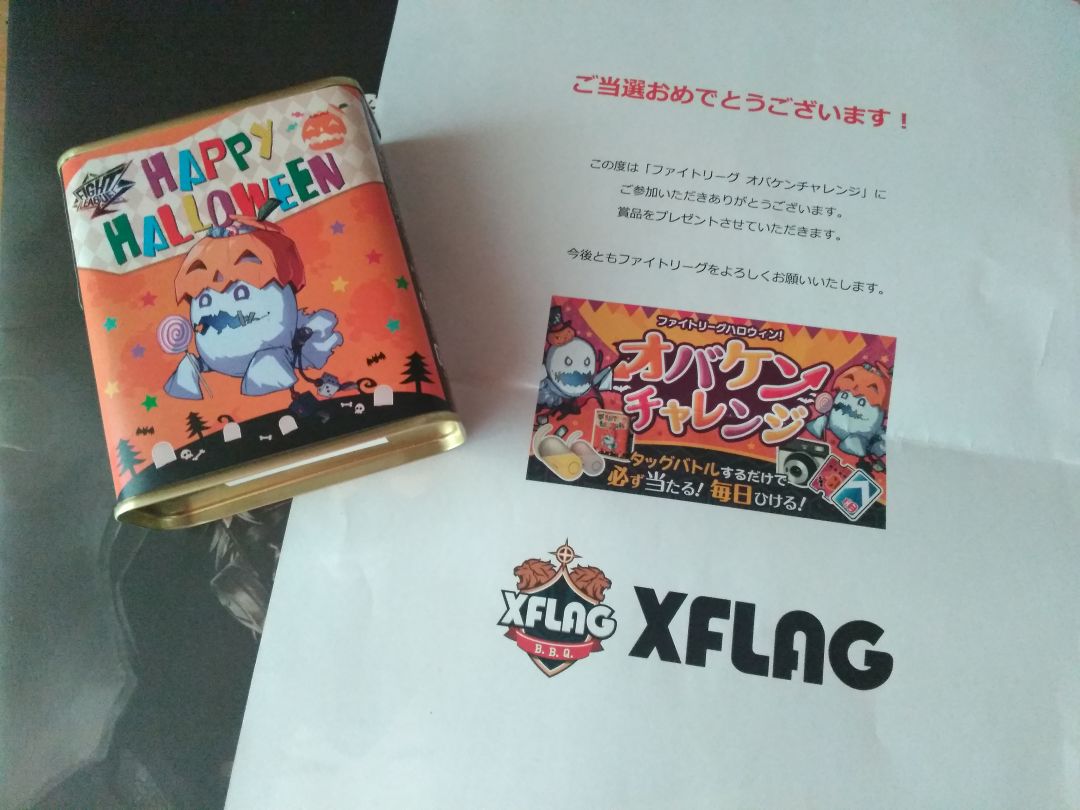 FIGHT LEAGUE
HAPPY
HALLOWEEN
ご当選おめでとうございます!
この度は「ファイトリーグ オバケンチャレンジ」に
ご参加いただきありがとうございます。
賞品をプレゼントさせていただきます。
今後ともファイトリーグをよろしくお願いいたします。
ファイトリーグハロウィン!
オバケン
チャレンジ
タッグバトルするだけで
必ず当たる!毎日ひける!
XFLAG
B.B.Q.
XFLAG